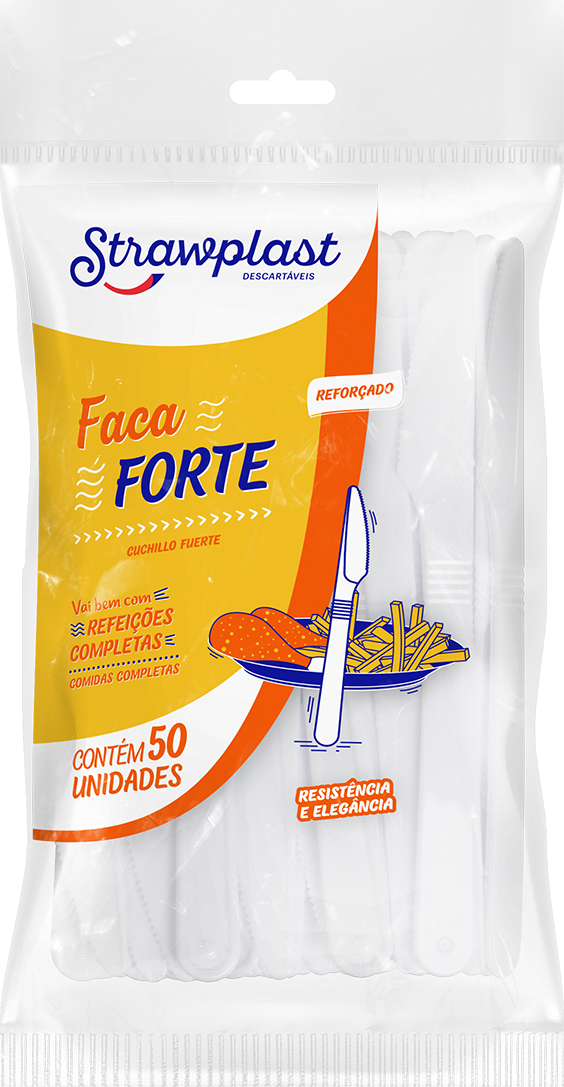 Strawplast
DESCARTÁVEIS
REFORÇADO
Faca
FORTE
CUCHILLO FUERTE
Vai bem com
REFEIÇÕES
COMPLETAS
COMIDAS COMPLETAS
CONTÉM 50
UNIDADES
RESISTÊNCIA
E ELEGÂNCIA